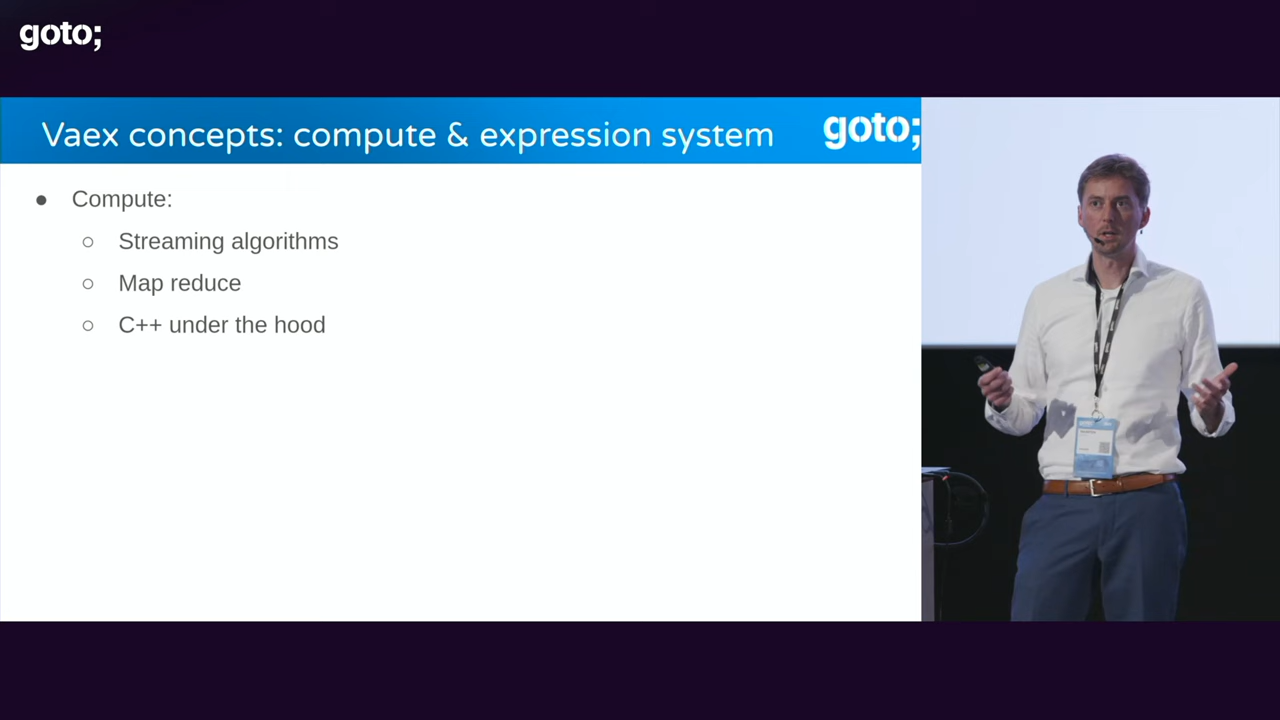 goto;
Vaex concepts: compute & expression system
goto;
Compute:
Streaming algorithms
Map reduce
C++ under the hood